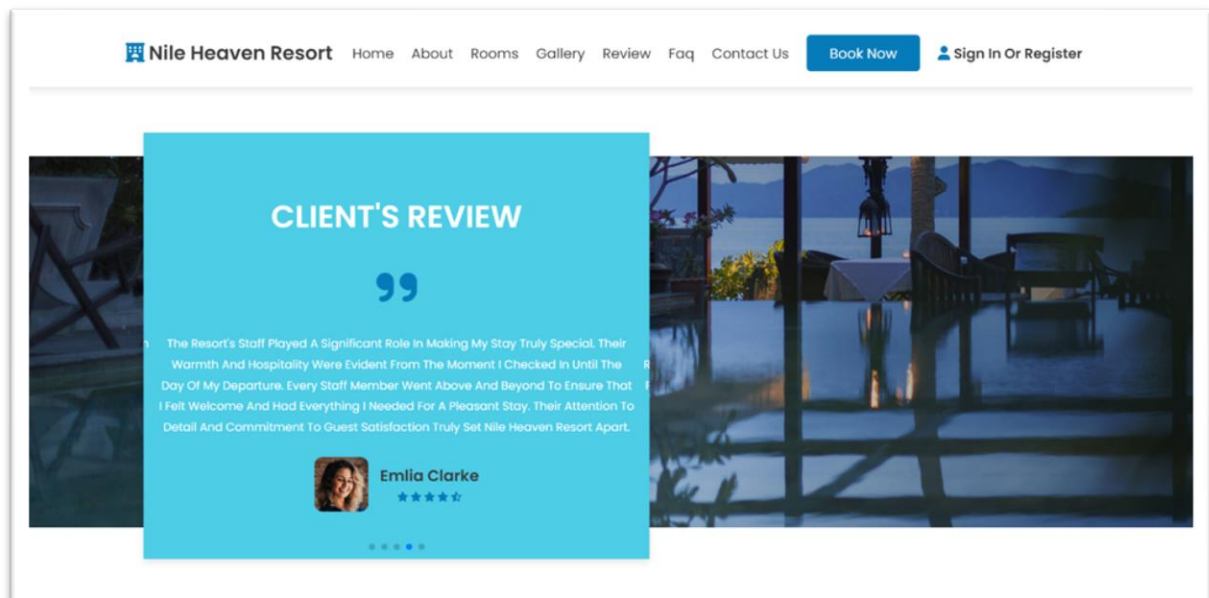 Nile Heaven Resort Home About Rooms Gallery Review Faq Contact Us Book Now Sign In Or Register
CLIENT'S REVIEW
The Resort's Staff Played A Significant Role In Making My Stay Truly Special. Their
Warmth And Hospitality Were Evident From The Moment I Checked In Until The
Day Of My Departure. Every Staff Member Went Above And Beyond To Ensure That
I Felt Welcome And Had Everything I Needed For A Pleasant Stay. Their Attention To
Detail And Commitment To Guest Satisfaction Truly Set Nile Heaven Resort Apart.
Emlia Clarke